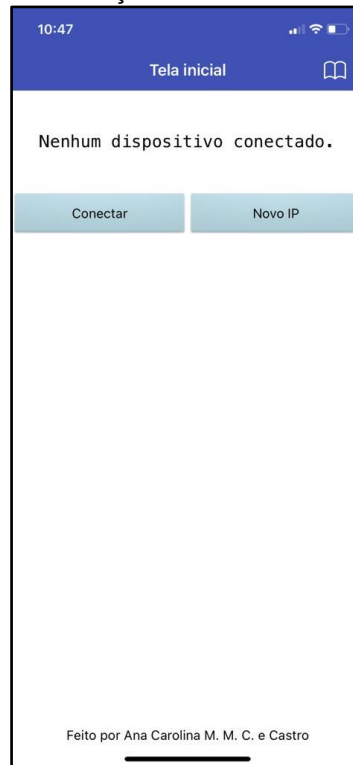 10:47
Tela inicial
Nenhum dispositivo conectado.
Conectar
Novo IP
Feito por Ana Carolina M. M. C. e Castro